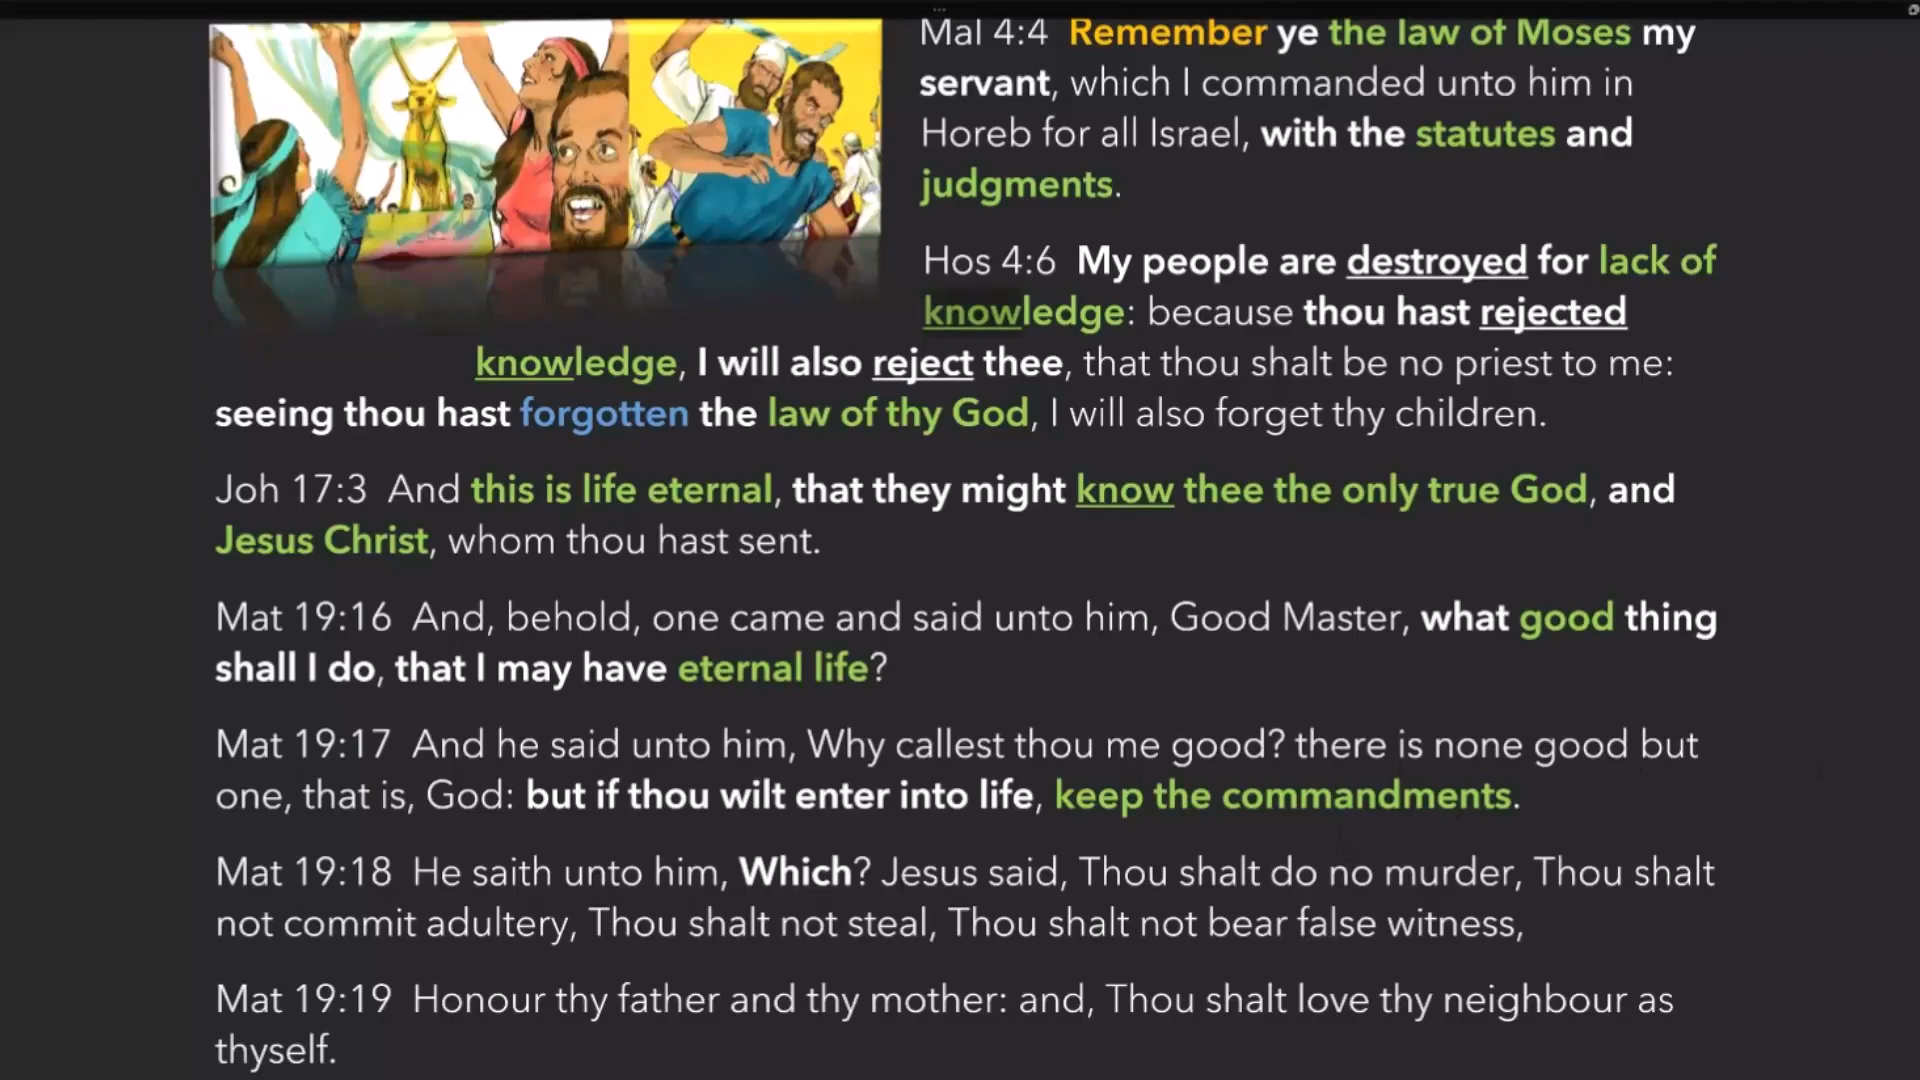 Mal 4:4 Remember ye the law of Moses my
servant, which I commanded unto him in
Horeb for all Israel, with the statutes and
judgments.
Hos 4:6 My people are destroyed for lack of
knowledge: because thou hast rejected
knowledge, I will also reject thee, that thou shalt be no priest to me:
seeing thou hast forgotten the law of thy God, I will also forget thy children.
Joh 17:3 And this is life eternal, that they might know thee the only true God, and
Jesus Christ, whom thou hast sent.
Mat 19:16 And, behold, one came and said unto him, Good Master, what good thing
shall I do, that I may have eternal life?
Mat 19:17 And he said unto him, Why callest thou me good? there is none good but
one, that is, God: but if thou wilt enter into life, keep the commandments.
Mat 19:18 He saith unto him, Which? Jesus said, Thou shalt do no murder, Thou shalt
not commit adultery, Thou shalt not steal, Thou shalt not bear false witness,
Mat 19:19 Honour thy father and thy mother: and, Thou shalt love thy neighbour as
thyself.